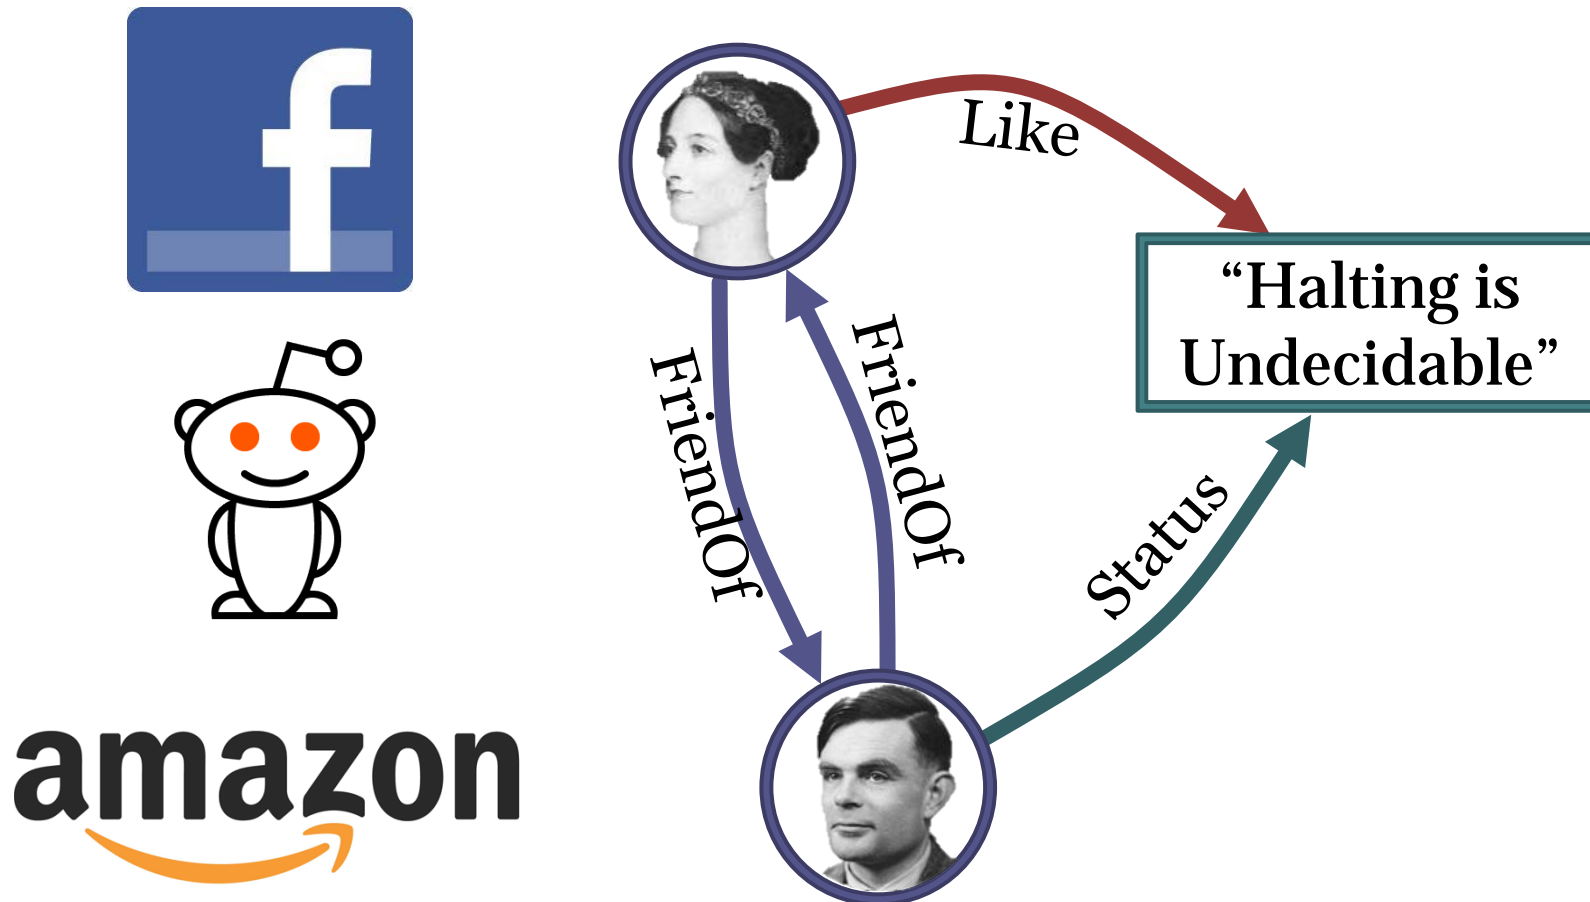 f
Like
“Halting is
Undecidable”
FriendOf
FriendOf
Status
amazon